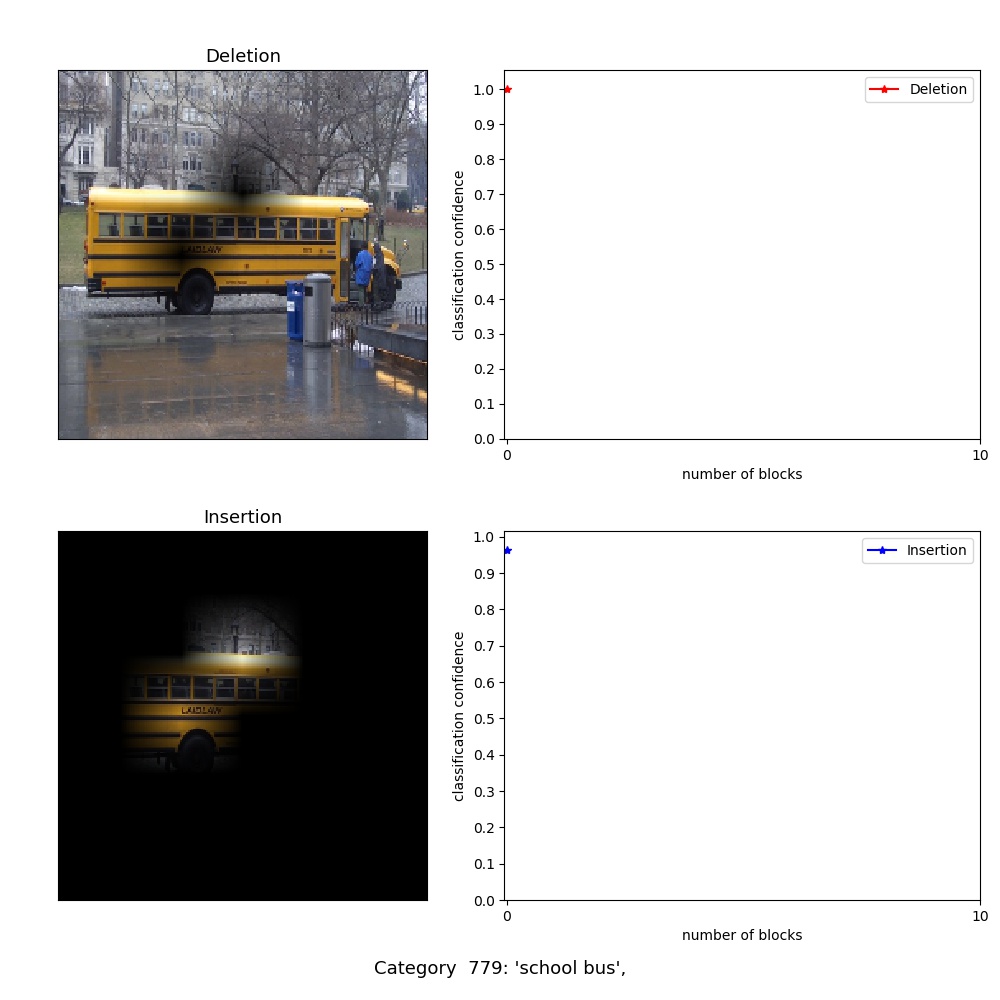 Deletion
LAIDLAW
1.0
0.9
0.8
0.7
0.6
0.5
0.4
0.3
0.2
0.1
0.0
classification confidence
0
10
number of blocks
Deletion
Insertion
LAIDLAW
1.0
0.9
0.8
0.7
0.6
0.5
0.4
0.3
0.2
0.1
0.0
classification confidence
0
10
number of blocks
Insertion
Category 779: 'school bus',